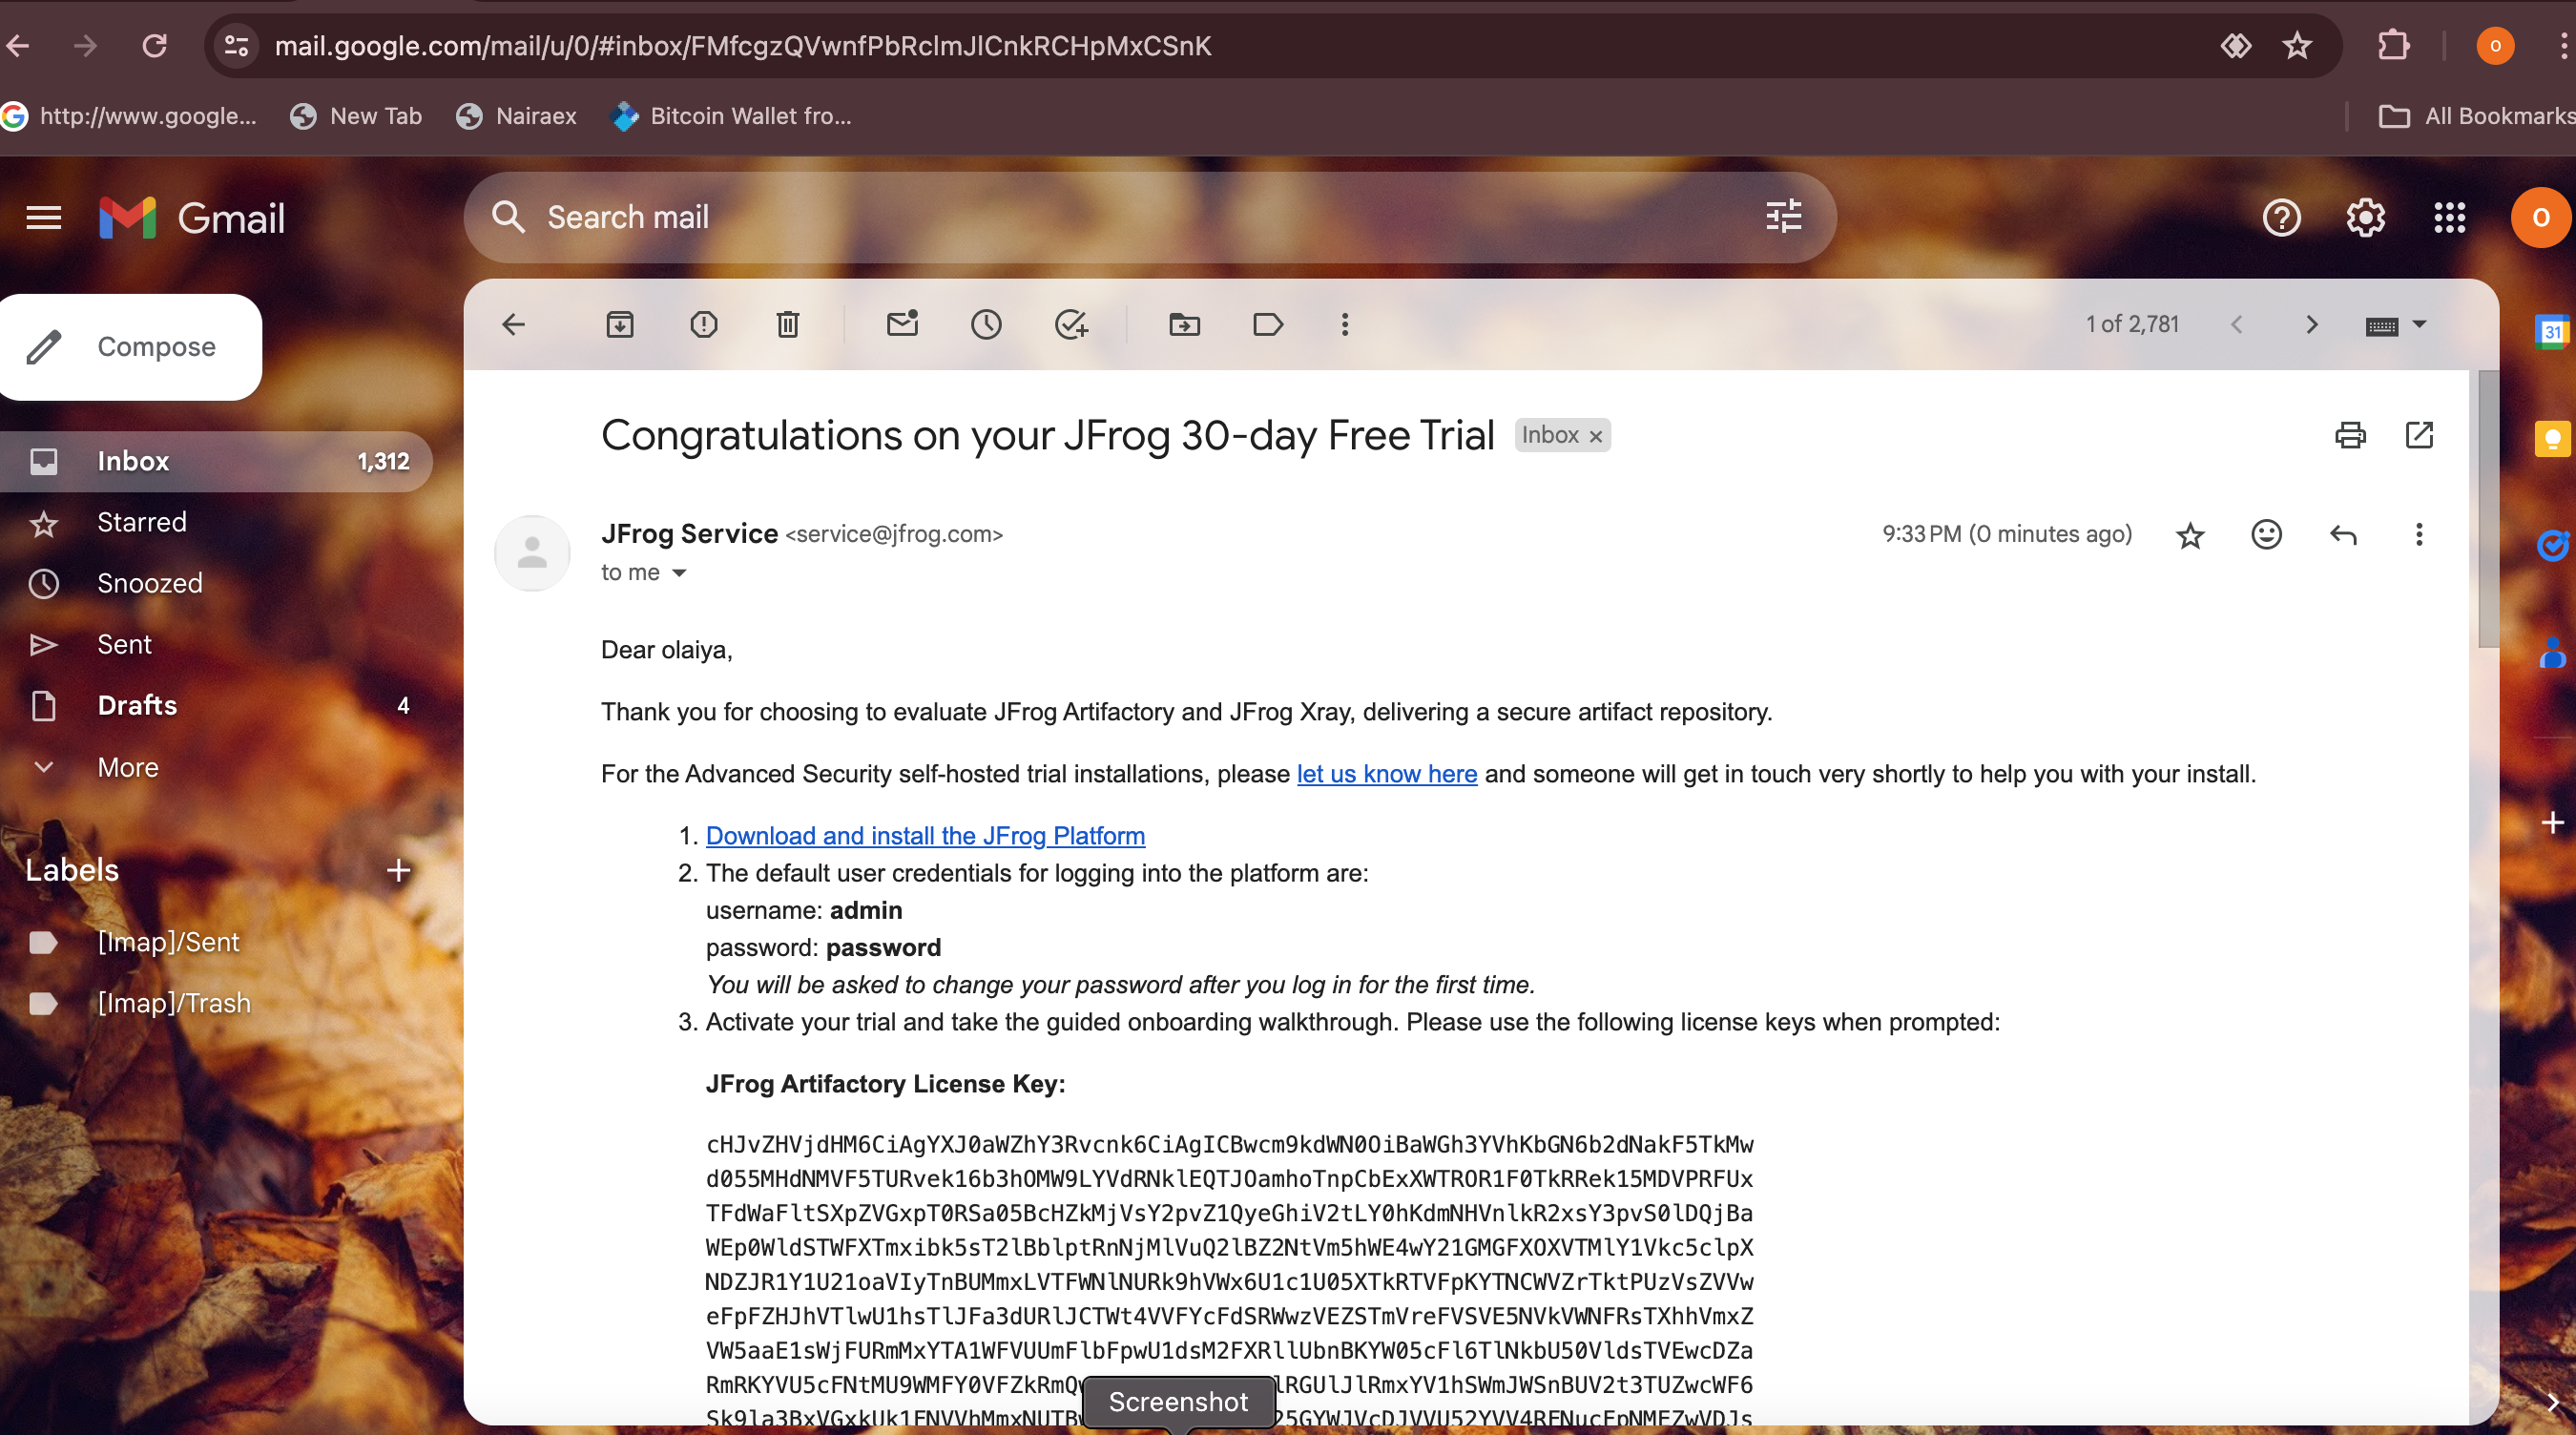 mail.google.com/mail/u/0/#inbox/FMfcgzQVwnfPbRclmJlCnkRCHpMxCSnK
http://www.google...
New Tab
Nairaex
Bitcoin Wallet fro...
All Bookmarks
Gmail
Search mail
O
Compose
1 of 2,781
Inbox 1,312
Starred
Snoozed
Sent
Drafts 4
More
Labels
[Imap]/Sent
[Imap]/Trash
Congratulations on your JFrog 30-day Free Trial
Inbox x
JFrog Service <service@jfrog.com>
9:33 PM (0 minutes ago)
to me
Dear olaiya,
Thank you for choosing to evaluate JFrog Artifactory and JFrog Xray, delivering a secure artifact repository.
For the Advanced Security self-hosted trial installations, please let us know here and someone will get in touch very shortly to help you with your install.
1. Download and install the JFrog Platform
2. The default user credentials for logging into the platform are:
username: admin
password: password
You will be asked to change your password after you log in for the first time.
3. Activate your trial and take the guided onboarding walkthrough. Please use the following license keys when prompted:
JFrog Artifactory License Key:
cHJvZHVjdHM6CiAgYXJ0aWZhY3Rvcnk6CiAgICBwcm9kdWN0OiBaWGh3YVhKbGN6b2dNakF5TkMw
d055MHdNMVF5TURvek16b3hOMW9LYVdRNklEQTJOamhoTnpCbExXWTROR1F0TkRRek15MDVPRFUx
TFdWaFltSXpZVGxpT0RSa05BcHZkMjVsY2pvZ1QyeGhiV2tLY0hKdmNHVnlkR2xsY3pvS0lDQjBa
WEp0WldSTWFXTmxibk5sT2lBblptRnNjMlVuQ2lBZ2NtVm5hWE4wY21GMGFXOXVTMlY1Vkc5clpX
NDZJR1Y1U21oaVIyTnBUMmxLVTFWNlNURk9hVWx6U1c1U05XTkRTVFpKYTNCWVZrTktPUzVsZVVw
eFpFZHJhVTlwU1hsTlJFa3dURlJCTWt4VVFYcFdSRWwzVEZSTmVreFVSVE5NVkVWNFRsTXhhVmxZ
VW5aaE1sWjFURmMxYTA1WFVUUmFlbFpwU1dsM2FXRllUbnBKYW05cFl6TlNkbU50VldsTVEwcDZa
Screenshot
31